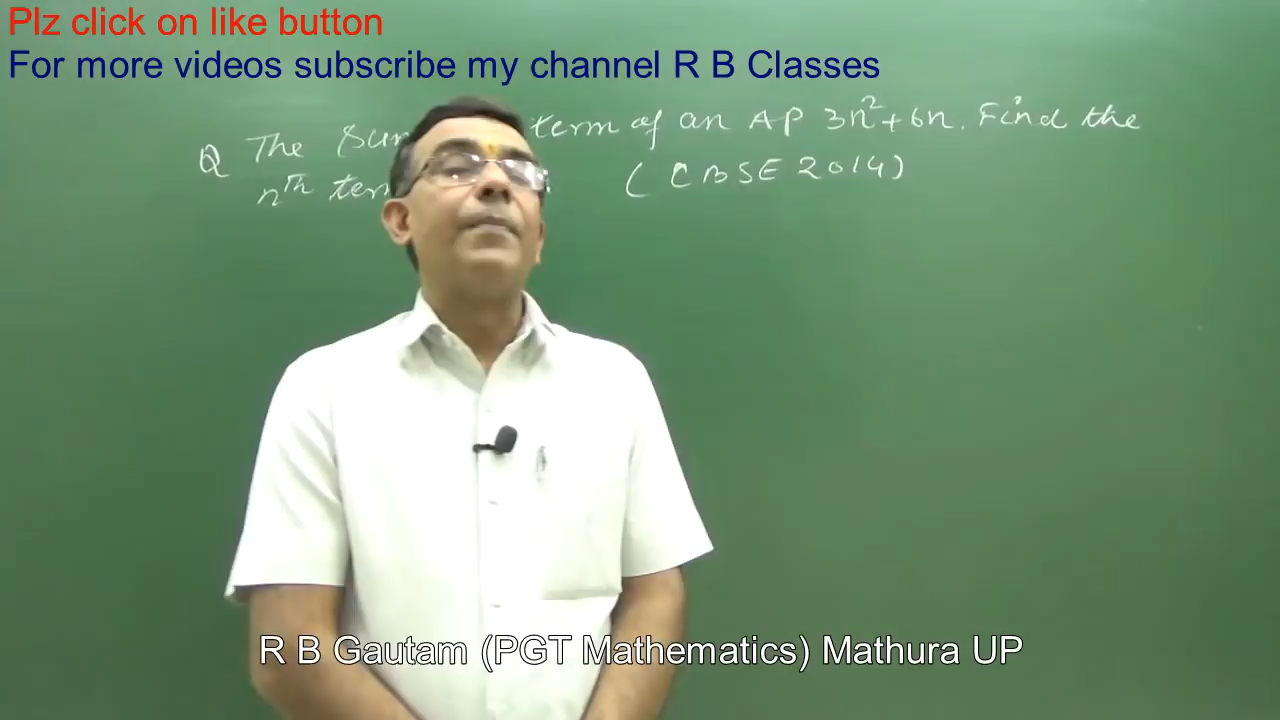 Plz click on like button
For more videos subscribe my channel R B Classes
Q The term of an AP 3n²+6n. Find the
nth (CBSE 2014)
R B Gautam (PGT Mathematics) Mathura UP